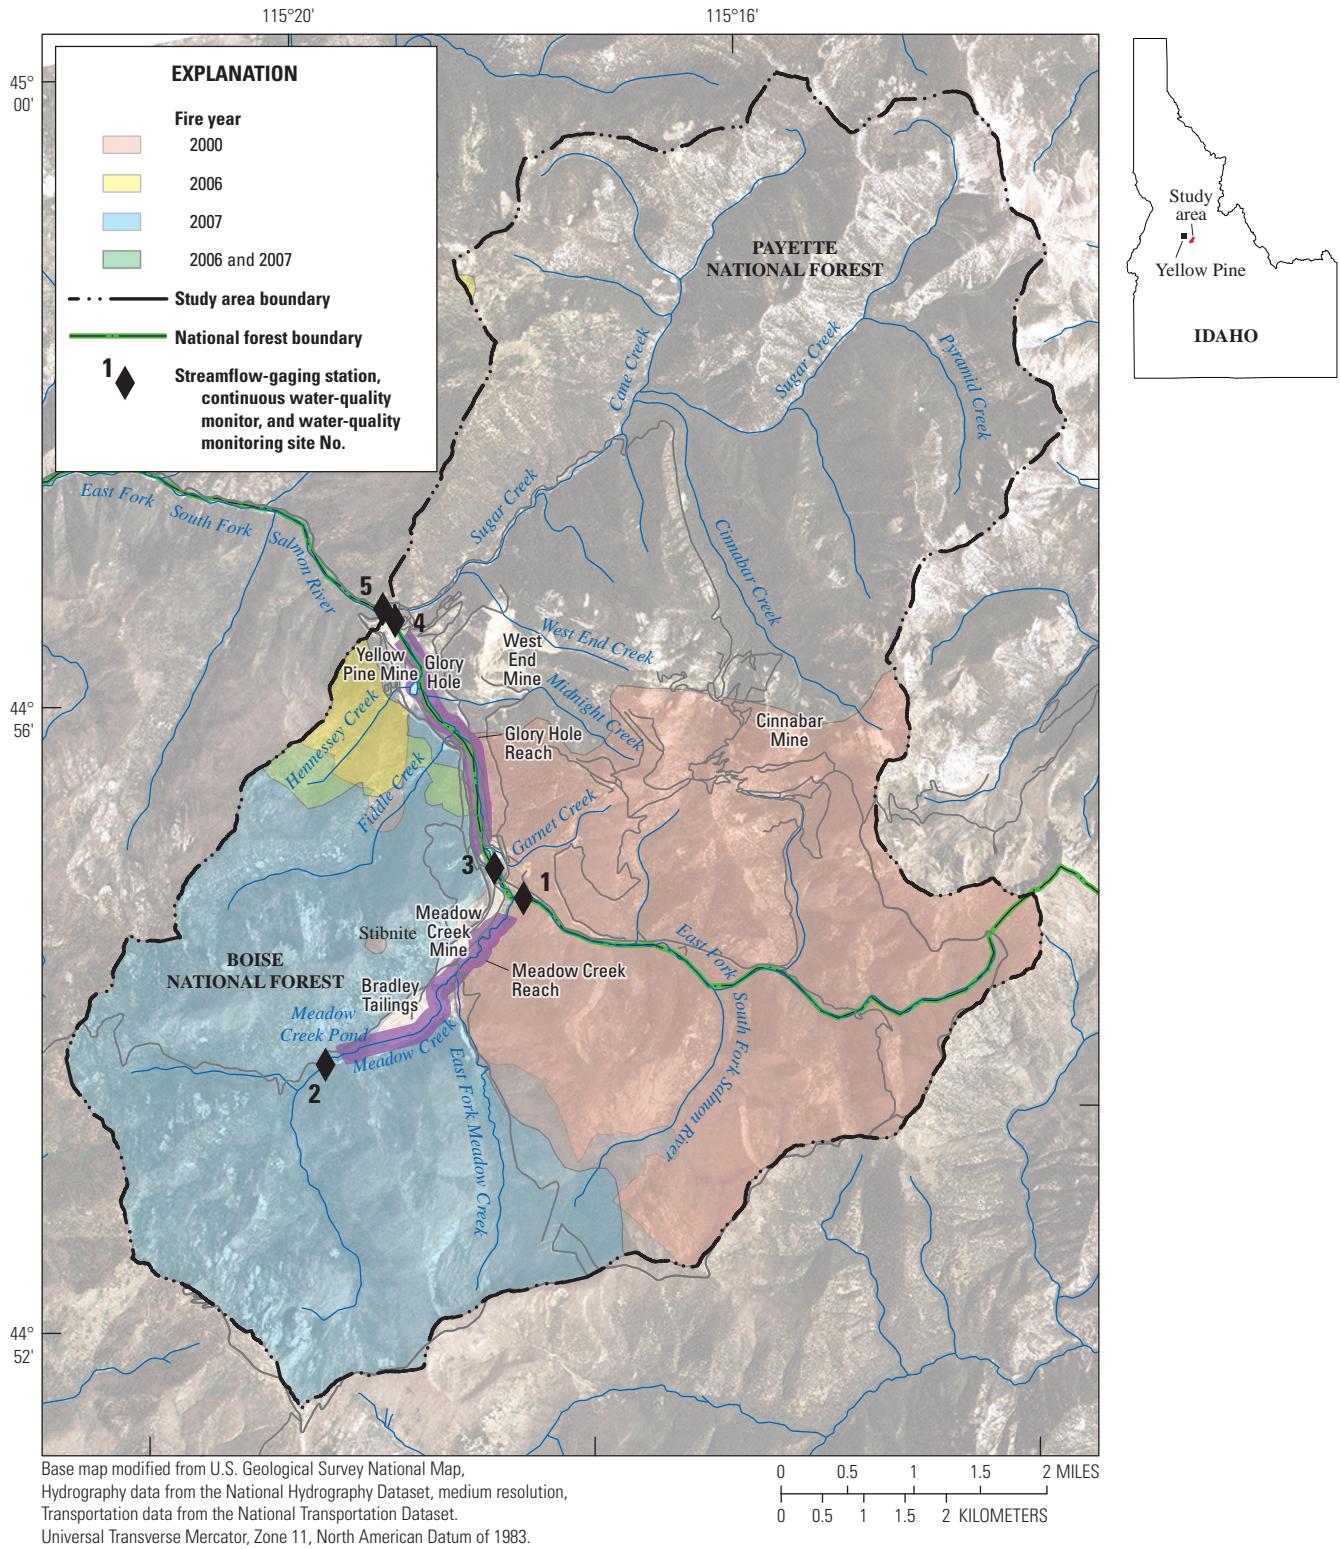 115°20'
115°16'
45°
00'
44°
56'
44°
52'
EXPLANATION
Fire year
2000
2006
2007
2006 and 2007
Study area boundary
National forest boundary
1
Streamflow-gaging station,
continuous water-quality
monitor, and water-quality
monitoring site No.
Study
area
Yellow Pine
IDAHO
PAYETTE
NATIONAL FOREST
Cane Creek
Sugar Creek
Pyramid Creek
East Fork
South Fork
Salmon River
Sugar Creek
Cinnabar Creek
5
4
Yellow
Pine Mine
Glory
Hole
West
End
Mine
West End Creek
Midnight Creek
Hennessey Creek
Glory Hole
Reach
Cinnabar
Mine
Fiddle Creek
Garnet Creek
3
1
Meadow
Creek
Mine
Stibnite
BOISE
NATIONAL FOREST
East Fork
South Fork Salmon River
Meadow Creek
Reach
Bradley
Tailings
Meadow
Creek Pond
Meadow Creek
2
East Fork Meadow Creek
Base map modified from U.S. Geological Survey National Map,
Hydrography data from the National Hydrography Dataset, medium resolution,
Transportation data from the National Transportation Dataset.
Universal Transverse Mercator, Zone 11, North American Datum of 1983.
0 0.5 1 1.5 2 MILES
0 0.5 1 1.5 2 KILOMETERS